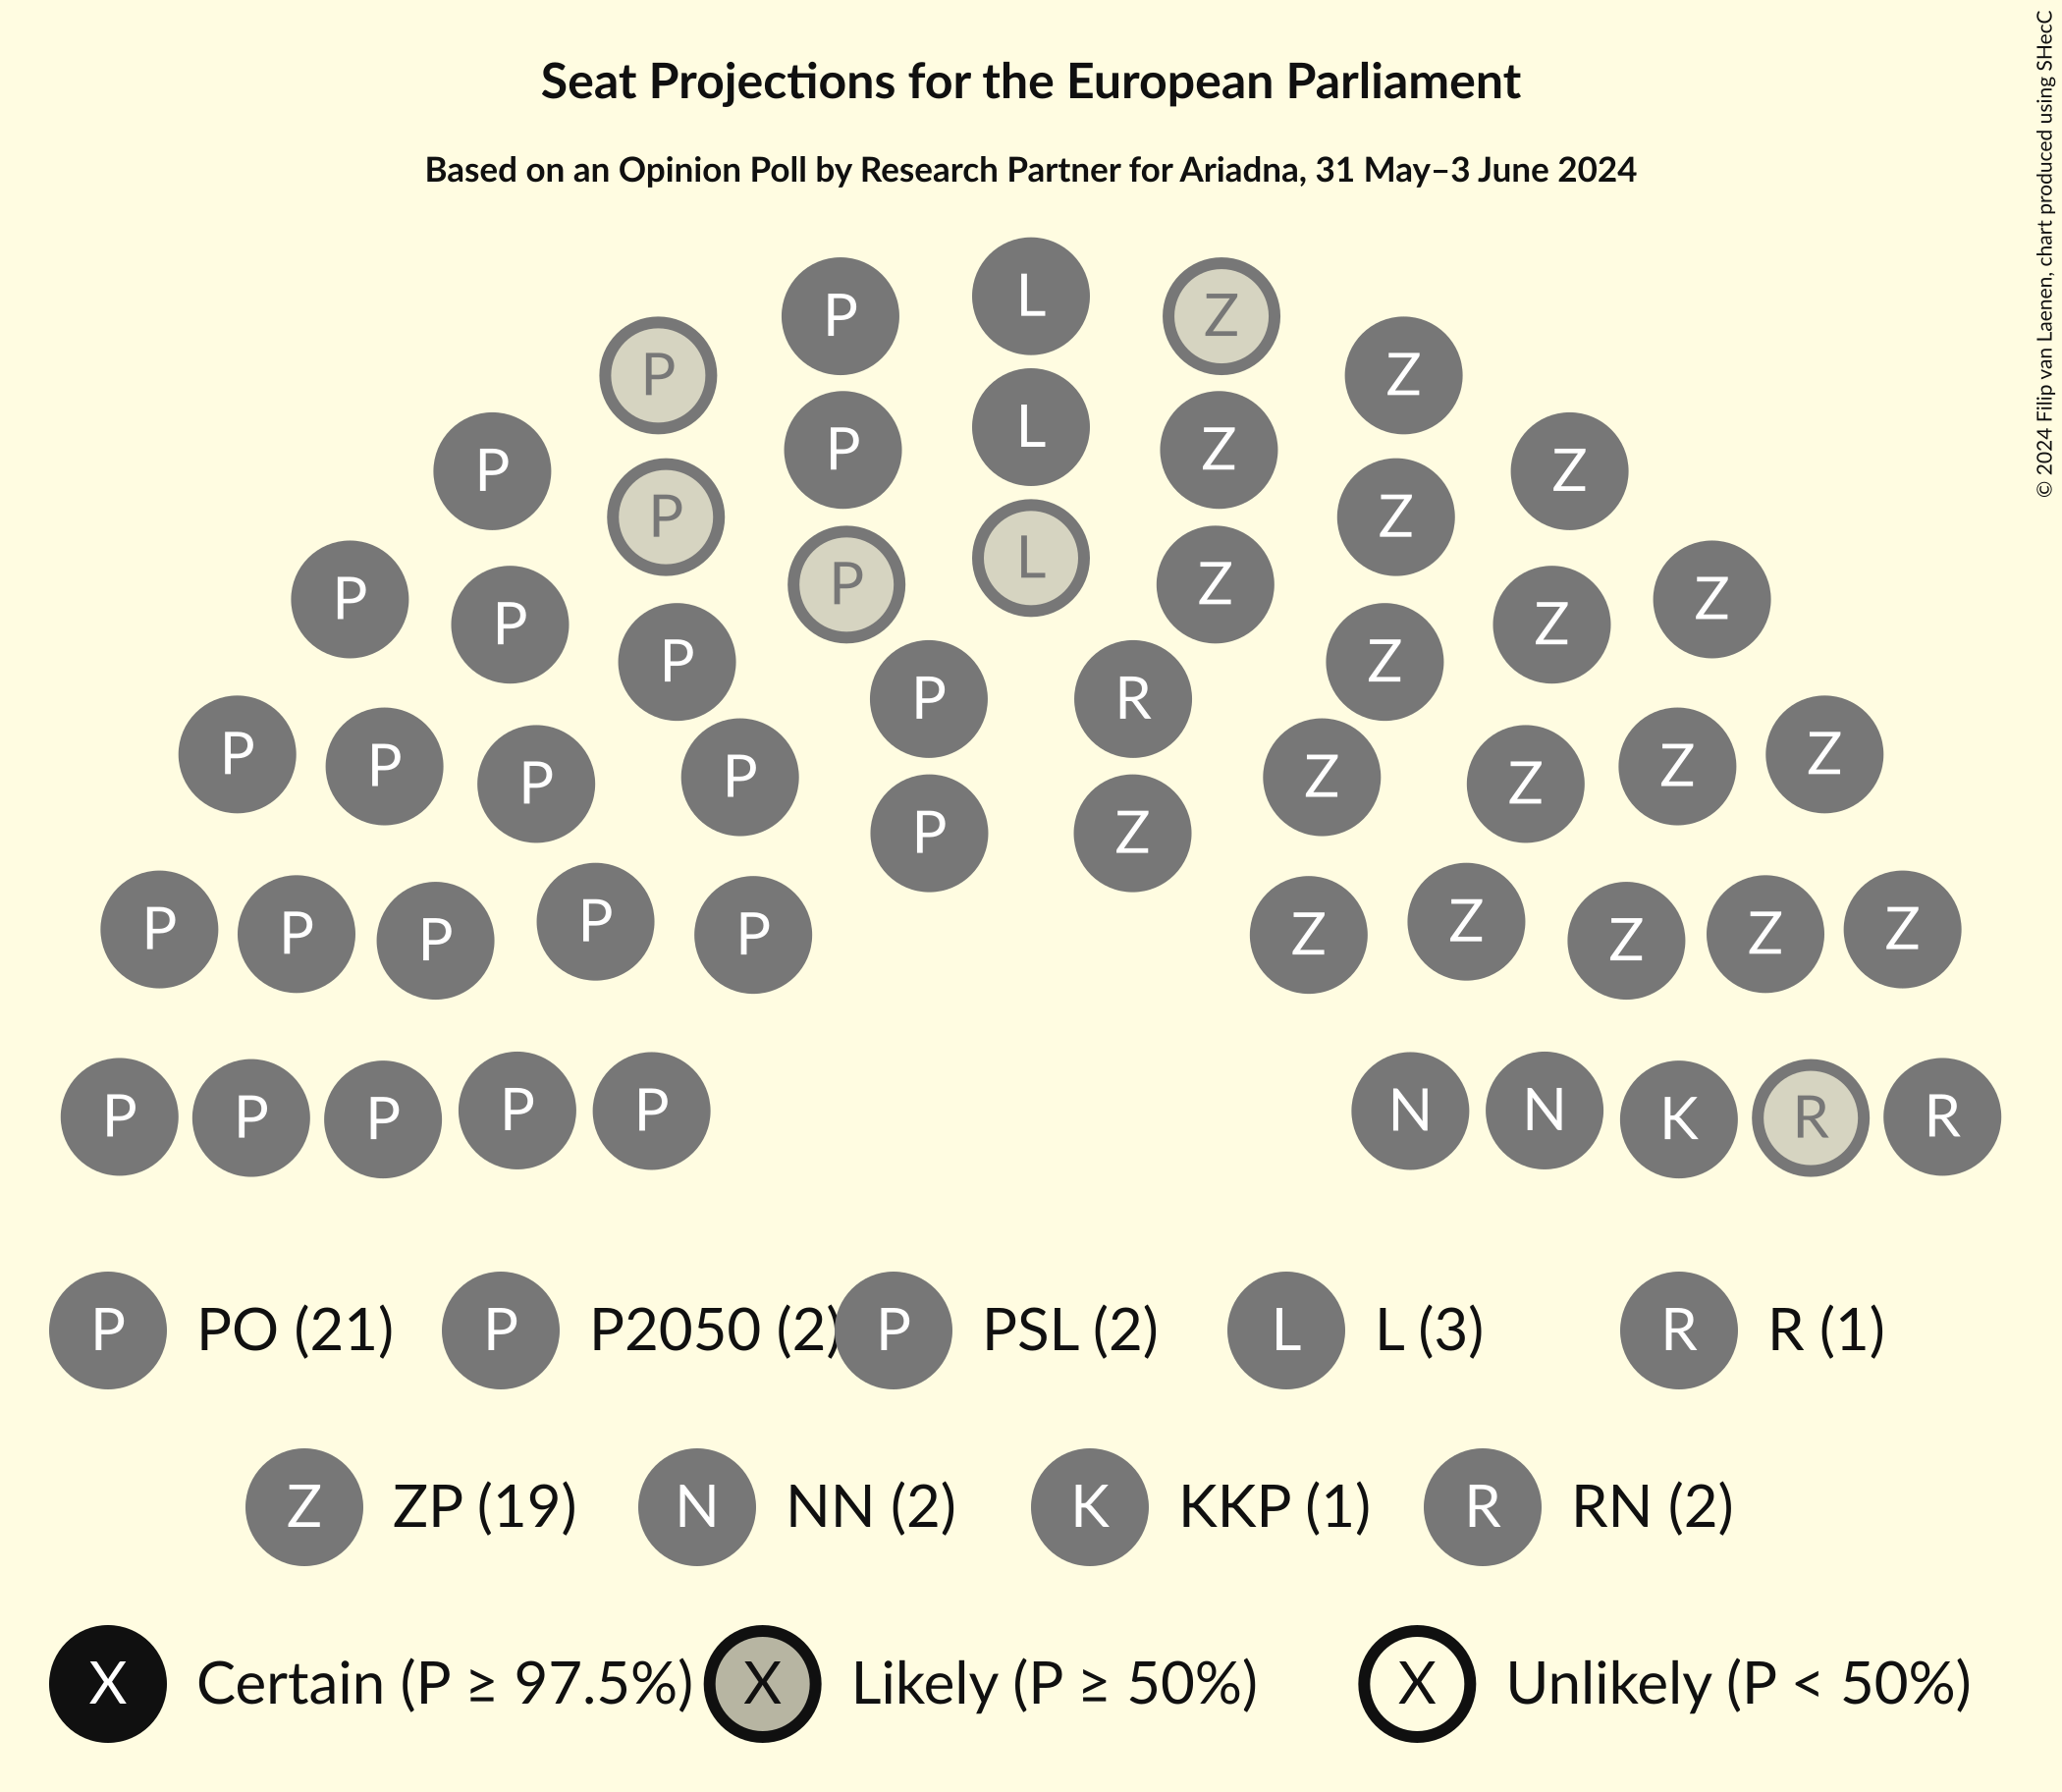 Seat Projections for the European Parliament
Based on an Opinion Poll by Research Partner for Ariadna, 31 May–3 June 2024
© 2024 Filip van Laenen, chart produced using SHecC
L
P Z
P Z
L
P Z
P Z
P Z
L
P Z
P Z
P Z
P Z
P R
P Z
P Z
P Z
P Z
P Z
P Z
P Z
P Z
P Z
P Z
P Z
P P P P P N N K R R
P PO (21) P P2050 (2) P PSL (2) L L (3) R R (1)
Z ZP (19) N NN (2) K KKP (1) R RN (2)
X Certain (P ≥ 97.5%) X Likely (P ≥ 50%) X Unlikely (P < 50%)